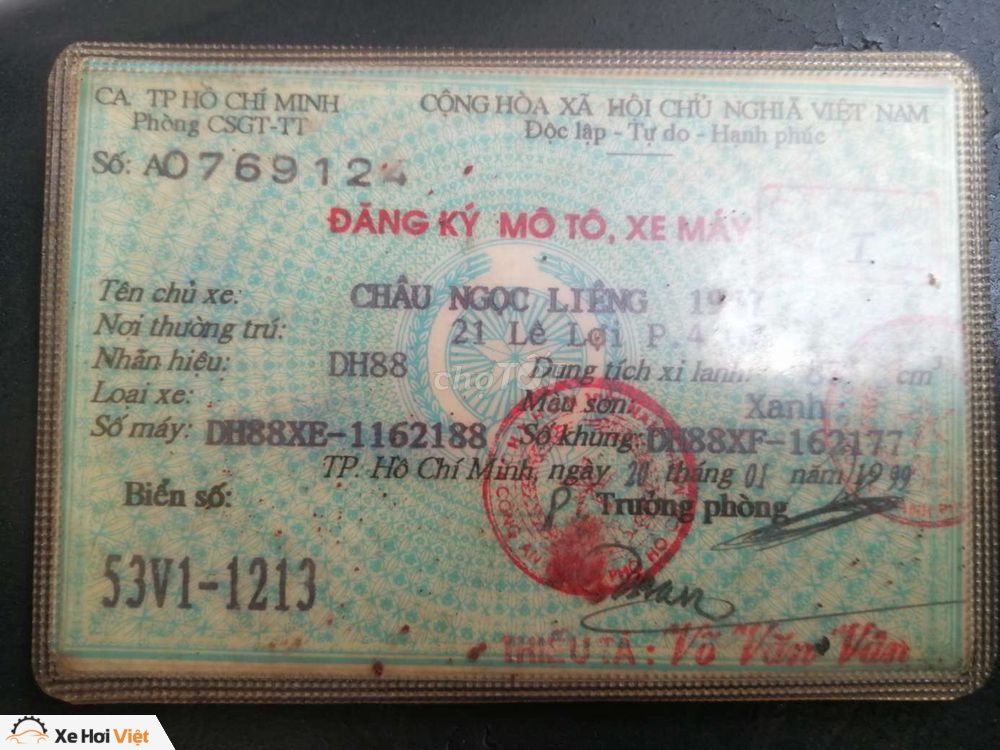 CA TP HỒ CHÍ MINH CỘNG HÒA XÃ HỘI CHỦ NGHĨA VIỆT NAM
Phòng CSGT-TT Độc lập - Tự do - Hạnh phúc
Số: A0769124
ĐĂNG KÝ MÔ TÔ, XE MÁY
Tên chủ xe: CHÂU NGỌC LIÊNG
Nơi thường trú: 21 Lê Lợi P.4
Nhãn hiệu: DH88 Dung tích xi lanh: cm³
Loại xe: Màu sơn: Xanh
Số máy: DH88XE-1162188 Số khung: DH88XF-162177
TP. Hồ Chí Minh, ngày 20 tháng 01 năm 1999
Biển số: Trưởng phòng
53V1-1213
THIẾU TÁ: Võ Văn Vân
Xe Hơi Việt